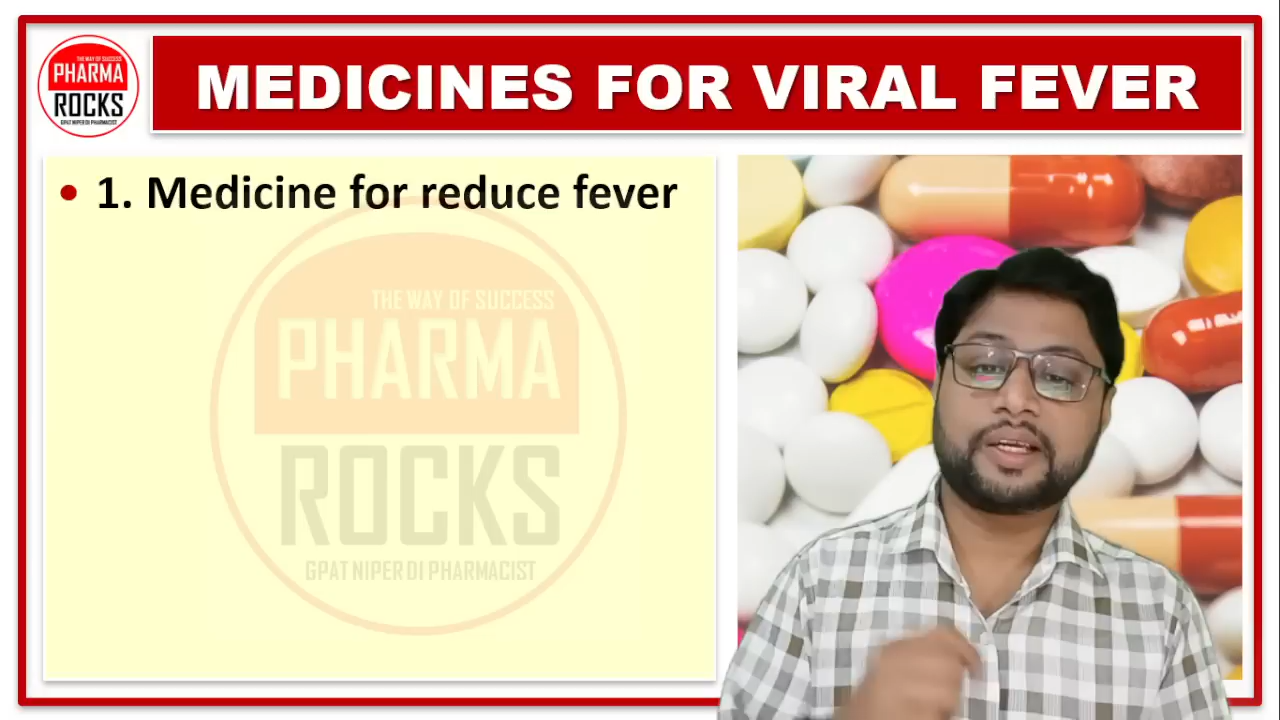 THE WAY OF SUCCESS
PHARMA
ROCKS
GPAT NIPER DI PHARMACIST
MEDICINES FOR VIRAL FEVER
• 1. Medicine for reduce fever
THE WAY OF SUCCESS
PHARMA
ROCKS
GPAT NIPER DI PHARMACIST